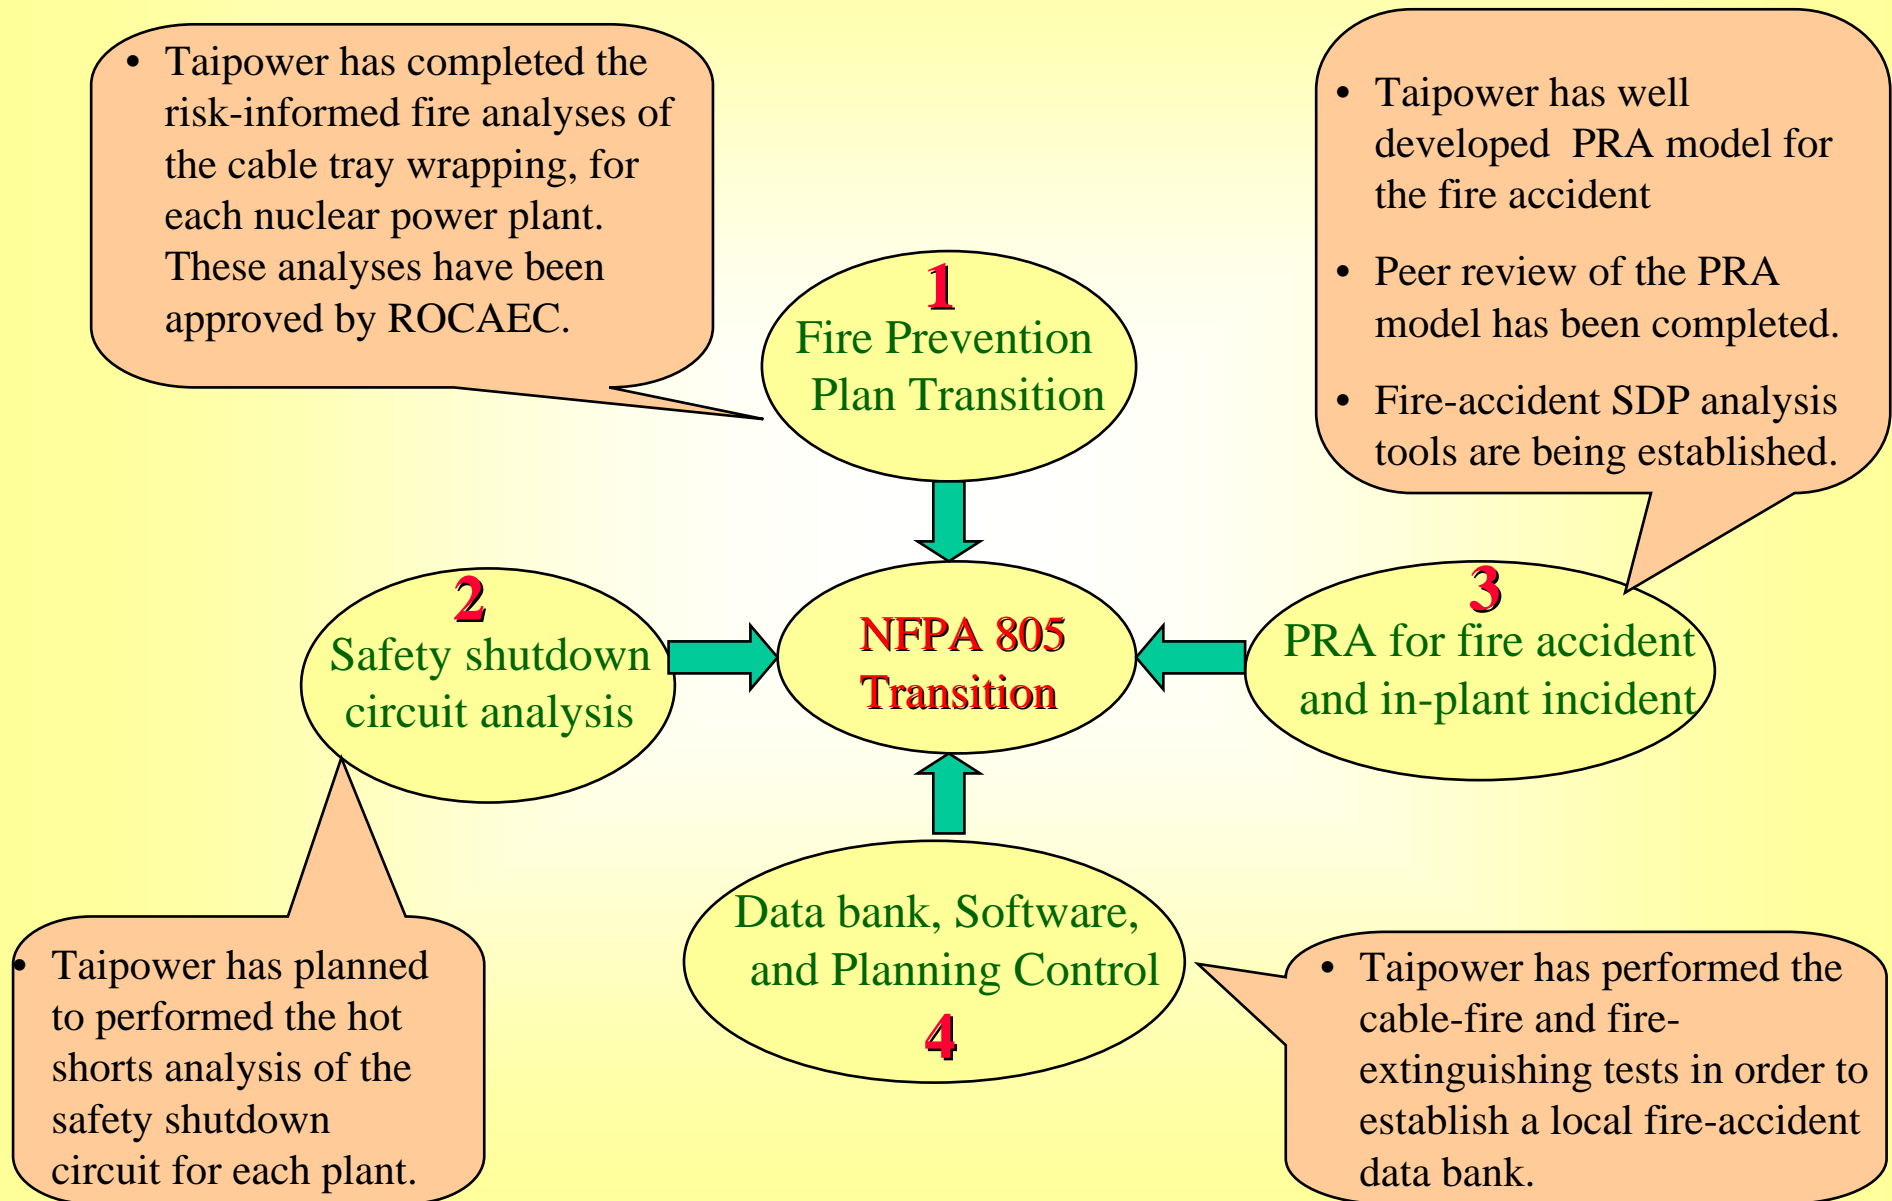 • Taipower has completed the
risk-informed fire analyses of
the cable tray wrapping, for
each nuclear power plant.
These analyses have been
approved by ROCAEC.
• Taipower has well
developed PRA model for
the fire accident
• Peer review of the PRA
model has been completed.
• Fire-accident SDP analysis
tools are being established.
1
Fire Prevention
Plan Transition
2
Safety shutdown
circuit analysis
NFPA 805
Transition
3
PRA for fire accident
and in-plant incident
Data bank, Software,
and Planning Control
4
• Taipower has planned
to performed the hot
shorts analysis of the
safety shutdown
circuit for each plant.
• Taipower has performed the
cable-fire and fire-
extinguishing tests in order to
establish a local fire-accident
data bank.